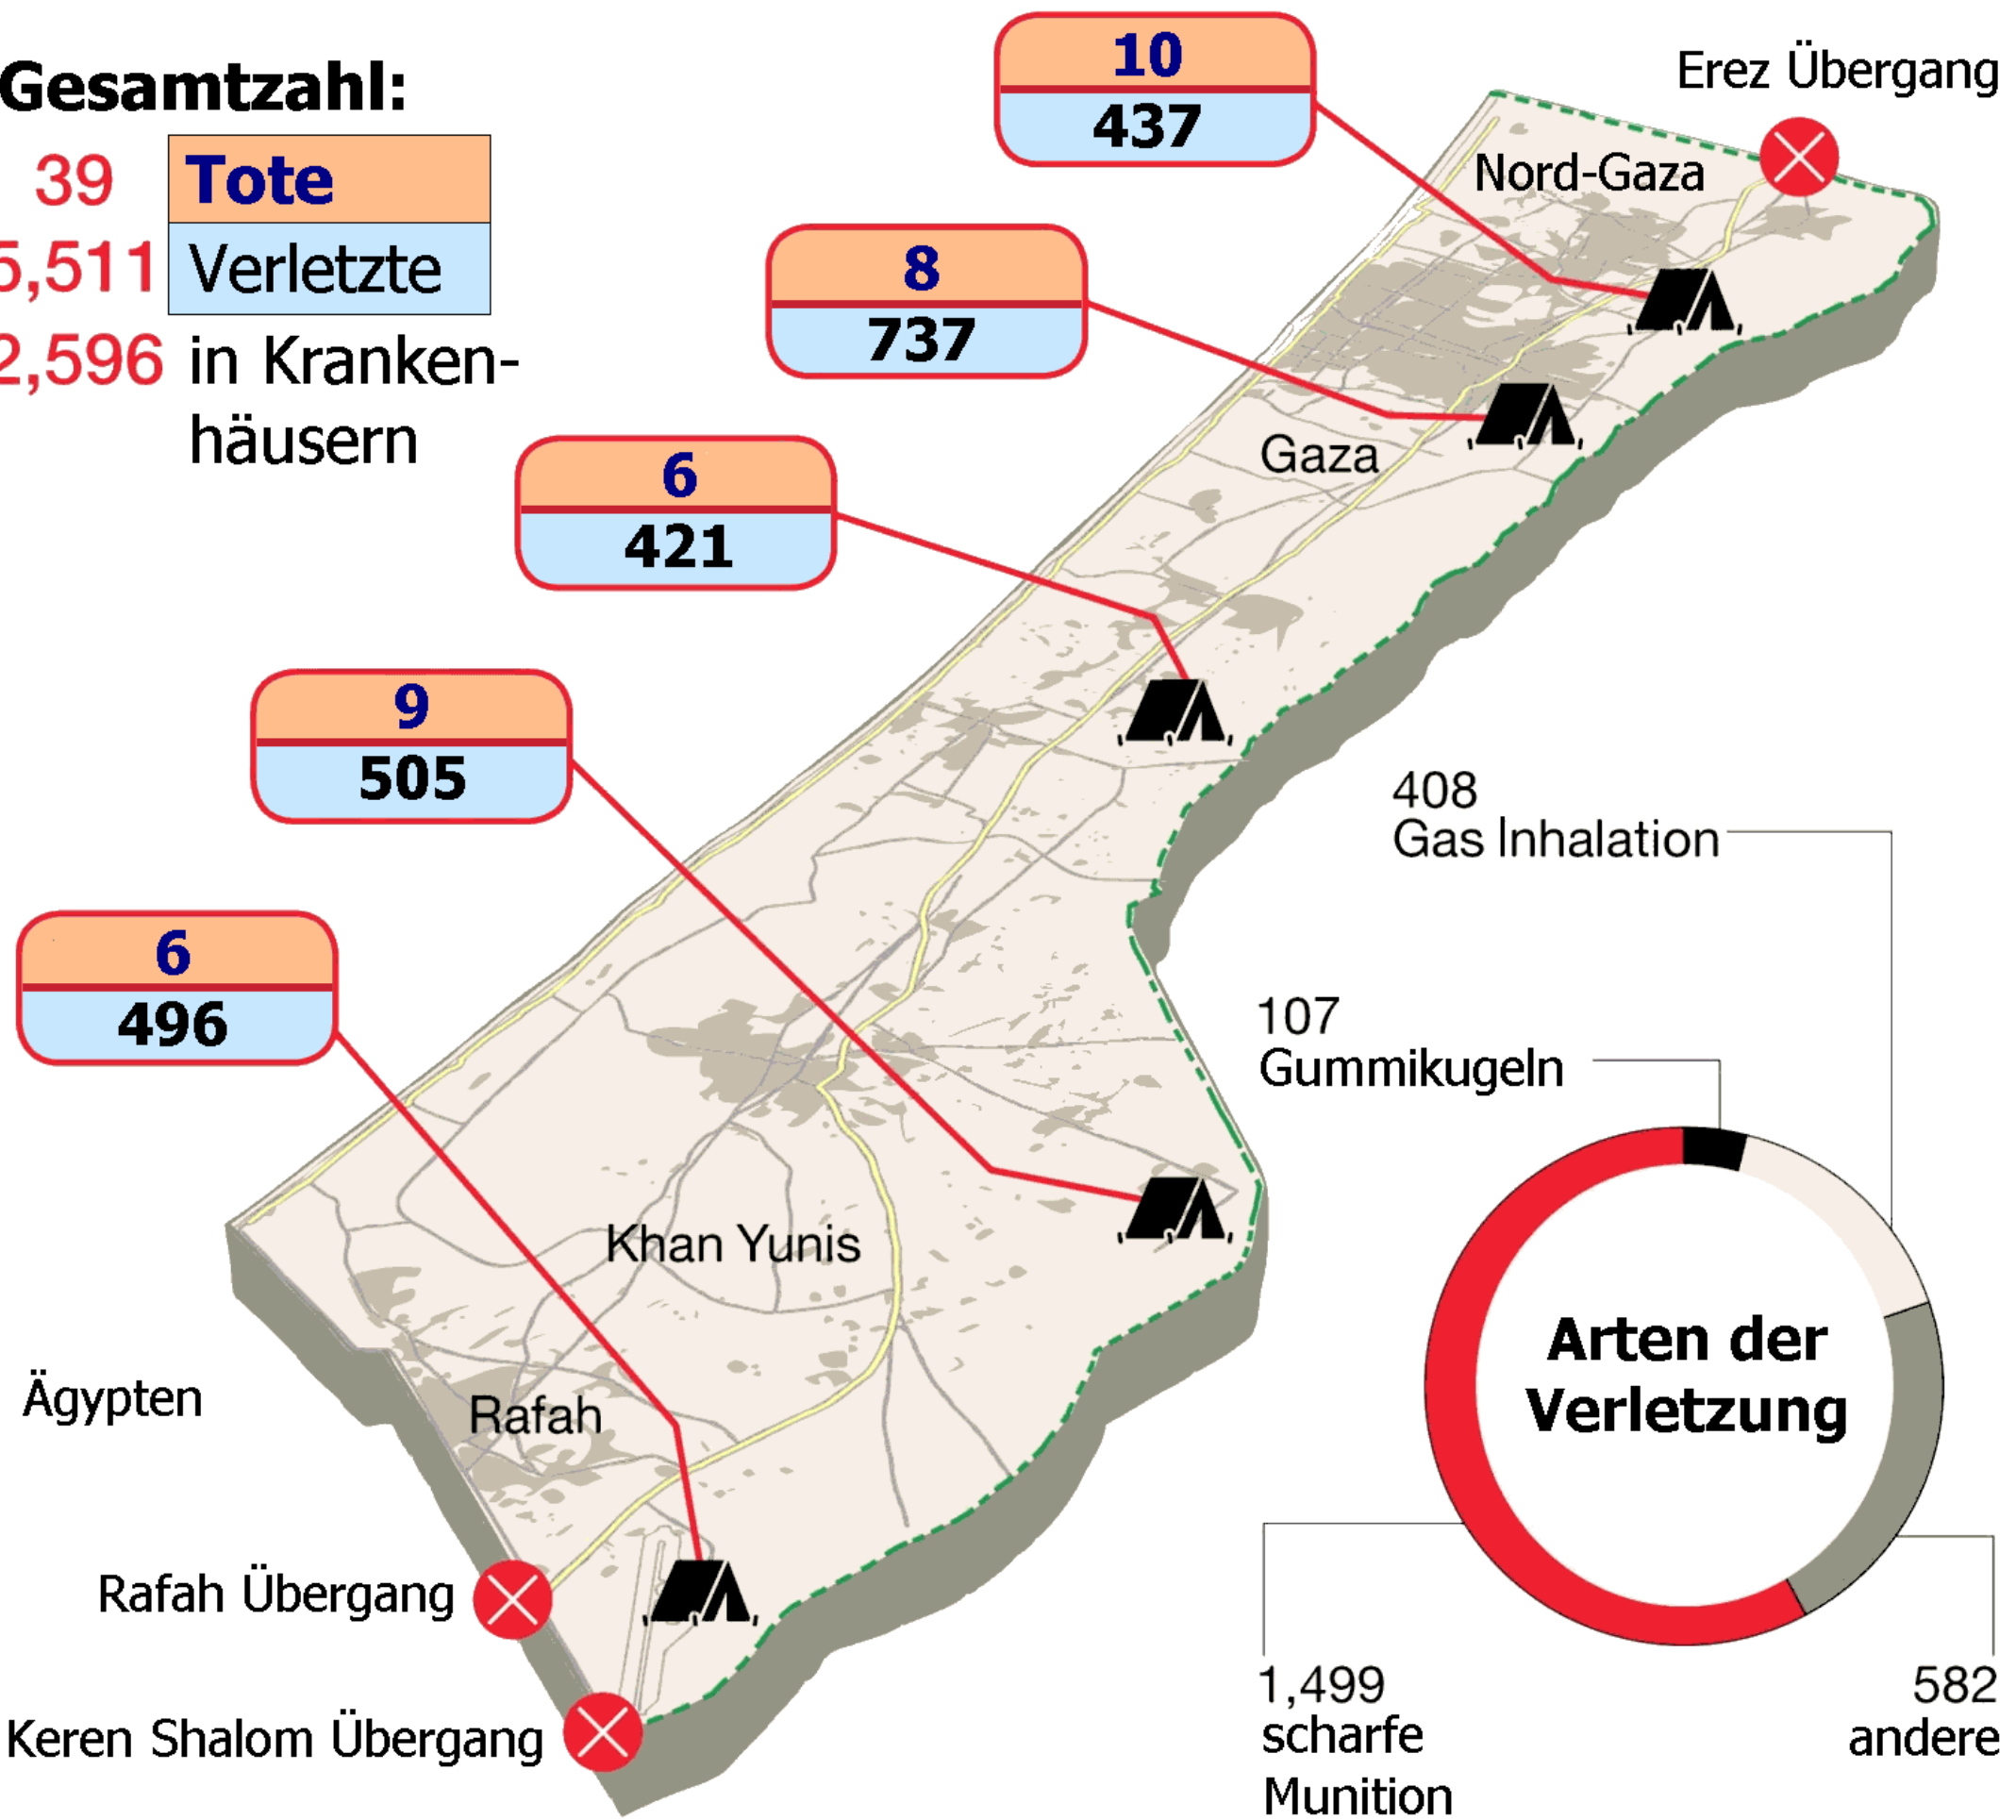 Gesamtzahl:
39 Tote
5,511 Verletzte
2,596 in Kranken-
häusern
10
437
Erez Übergang
Nord-Gaza
8
737
Gaza
6
421
9
505
408
Gas Inhalation
6
496
107
Gummikugeln
Khan Yunis
Arten der
Verletzung
Ägypten
Rafah
Rafah Übergang
Keren Shalom Übergang
1,499
scharfe
Munition
582
andere